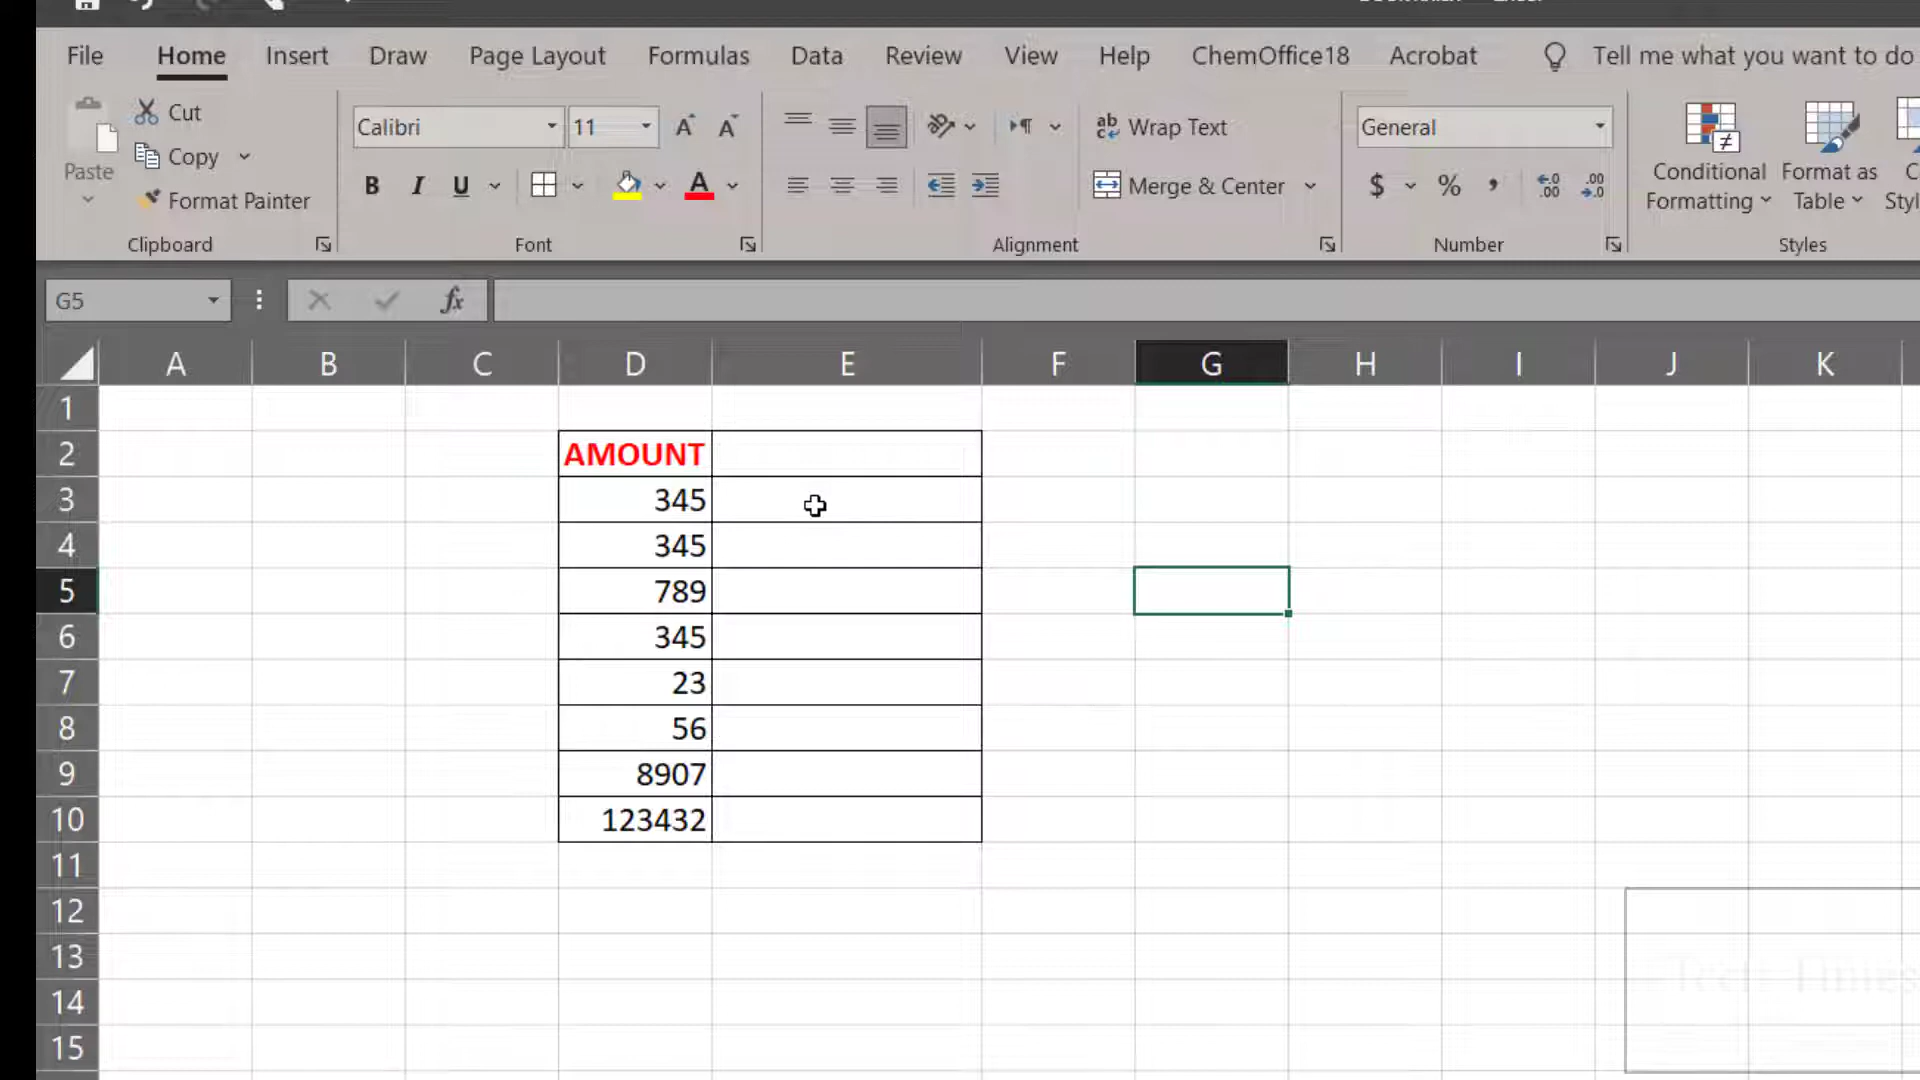 File Home Insert Draw Page Layout Formulas Data Review View Help ChemOffice18 Acrobat Tell me what you want to do
Cut
Copy
Format Painter
Paste
Clipboard
Calibri 11
B I U A
Font
Wrap Text
Merge & Center
Alignment
General
$ % ,
Number
Conditional
Formatting
Format as
Table
Styles
G5 fx
A B C D E F G H I J K
1
2 AMOUNT
3 345
4 345
5 789
6 345
7 23
8 56
9 8907
10 123432
11
12
13 Tech Times
14
15